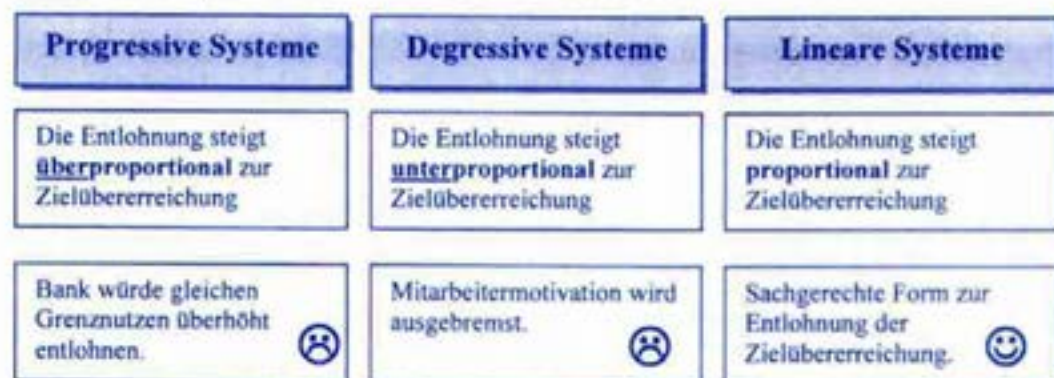 Progressive Systeme
Die Entlohnung steigt
überproportional zur
Zielübererreichung
Bank würde gleichen
Grenznutzen überhöht
entlohnen.
Degressive Systeme
Die Entlohnung steigt
unterproportional zur
Zielübererreichung
Mitarbeitermotivation wird
ausgebremst.
Lineare Systeme
Die Entlohnung steigt
proportional zur
Zielübererreichung
Sachgerechte Form zur
Entlohnung der
Zielübererreichung.